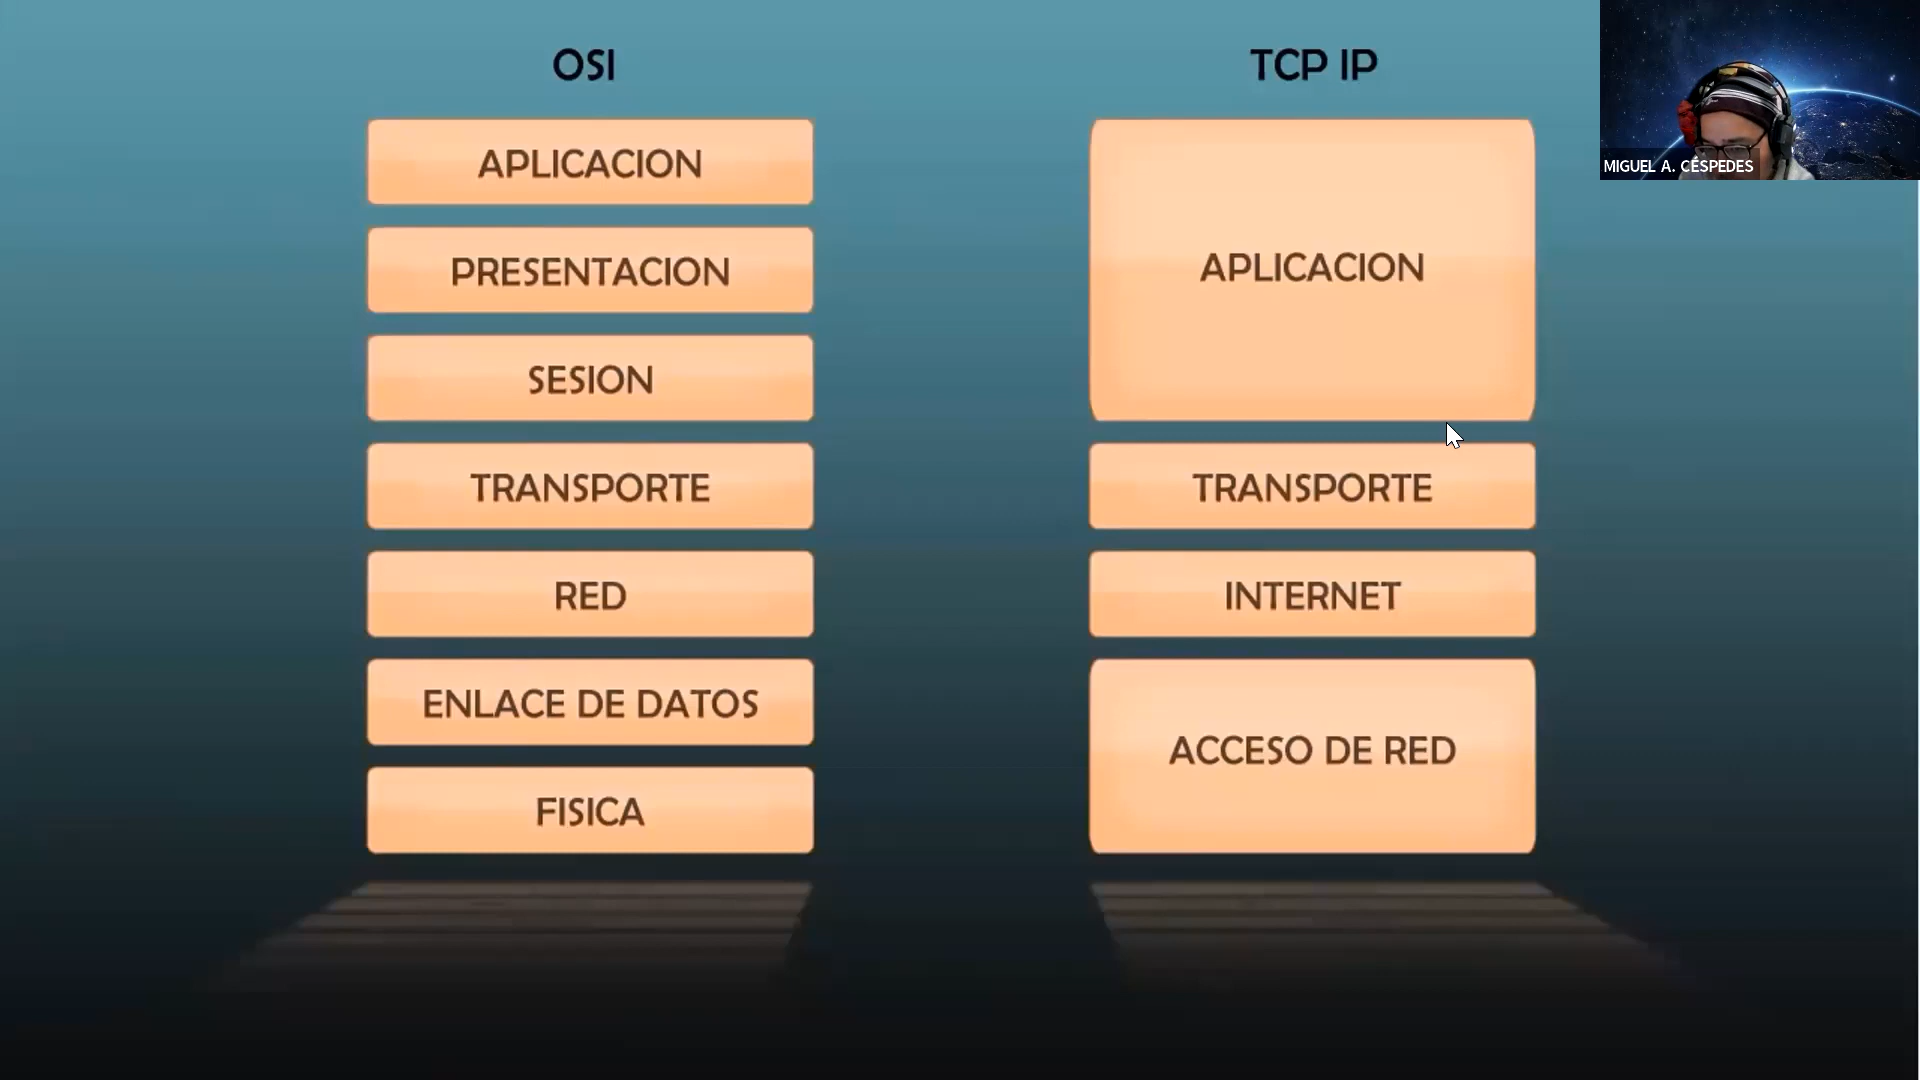 OSI
APLICACION
PRESENTACION
SESION
TRANSPORTE
RED
ENLACE DE DATOS
FISICA
TCP IP
APLICACION
TRANSPORTE
INTERNET
ACCESO DE RED
MIGUEL A. CÉSPEDES